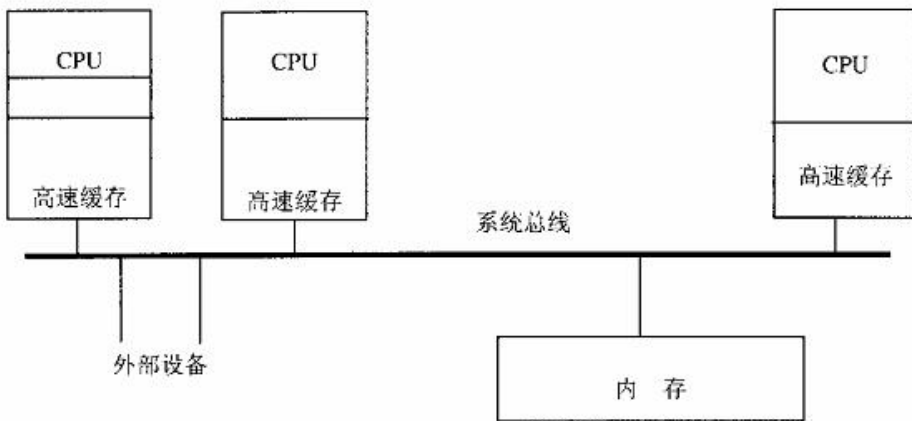 CPU
CPU
CPU
高速缓存
高速缓存
高速缓存
系统总线
外部设备
内 存